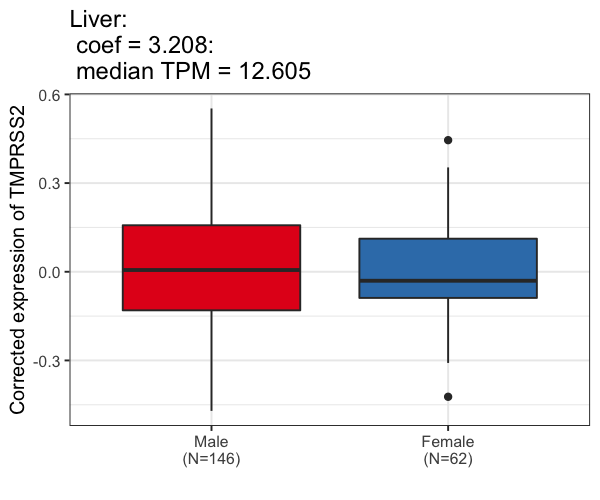 Liver:
coef = 3.208:
median TPM = 12.605
Corrected expression of TMPRSS2
0.6
0.3
0.0
-0.3
Male
(N=146)
Female
(N=62)